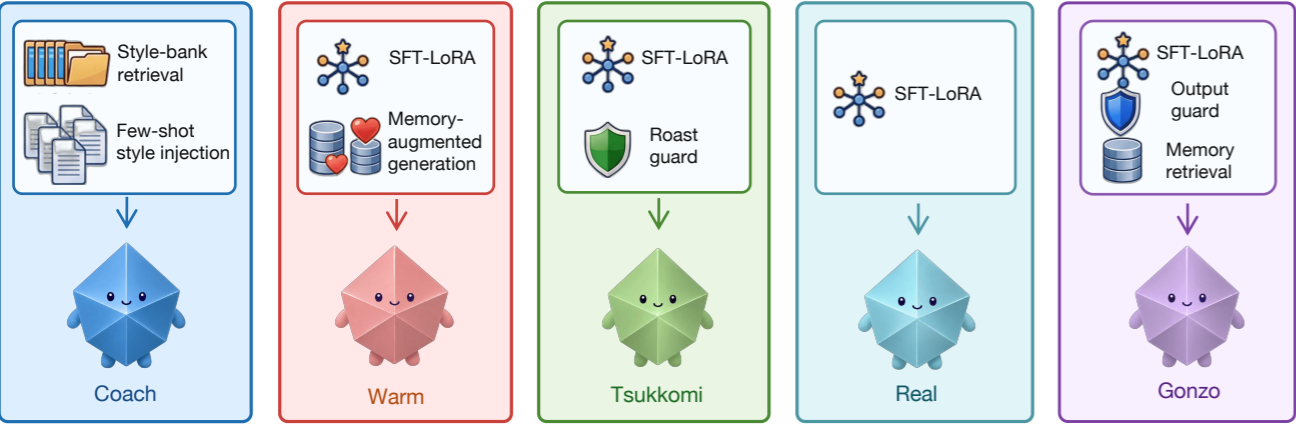 Style-bank
retrieval
Few-shot
style injection
Coach
SFT-LoRA
Memory-
augmented
generation
Warm
SFT-LoRA
Roast
guard
Tsukkomi
SFT-LoRA
Real
SFT-LoRA
Output
guard
Memory
retrieval
Gonzo